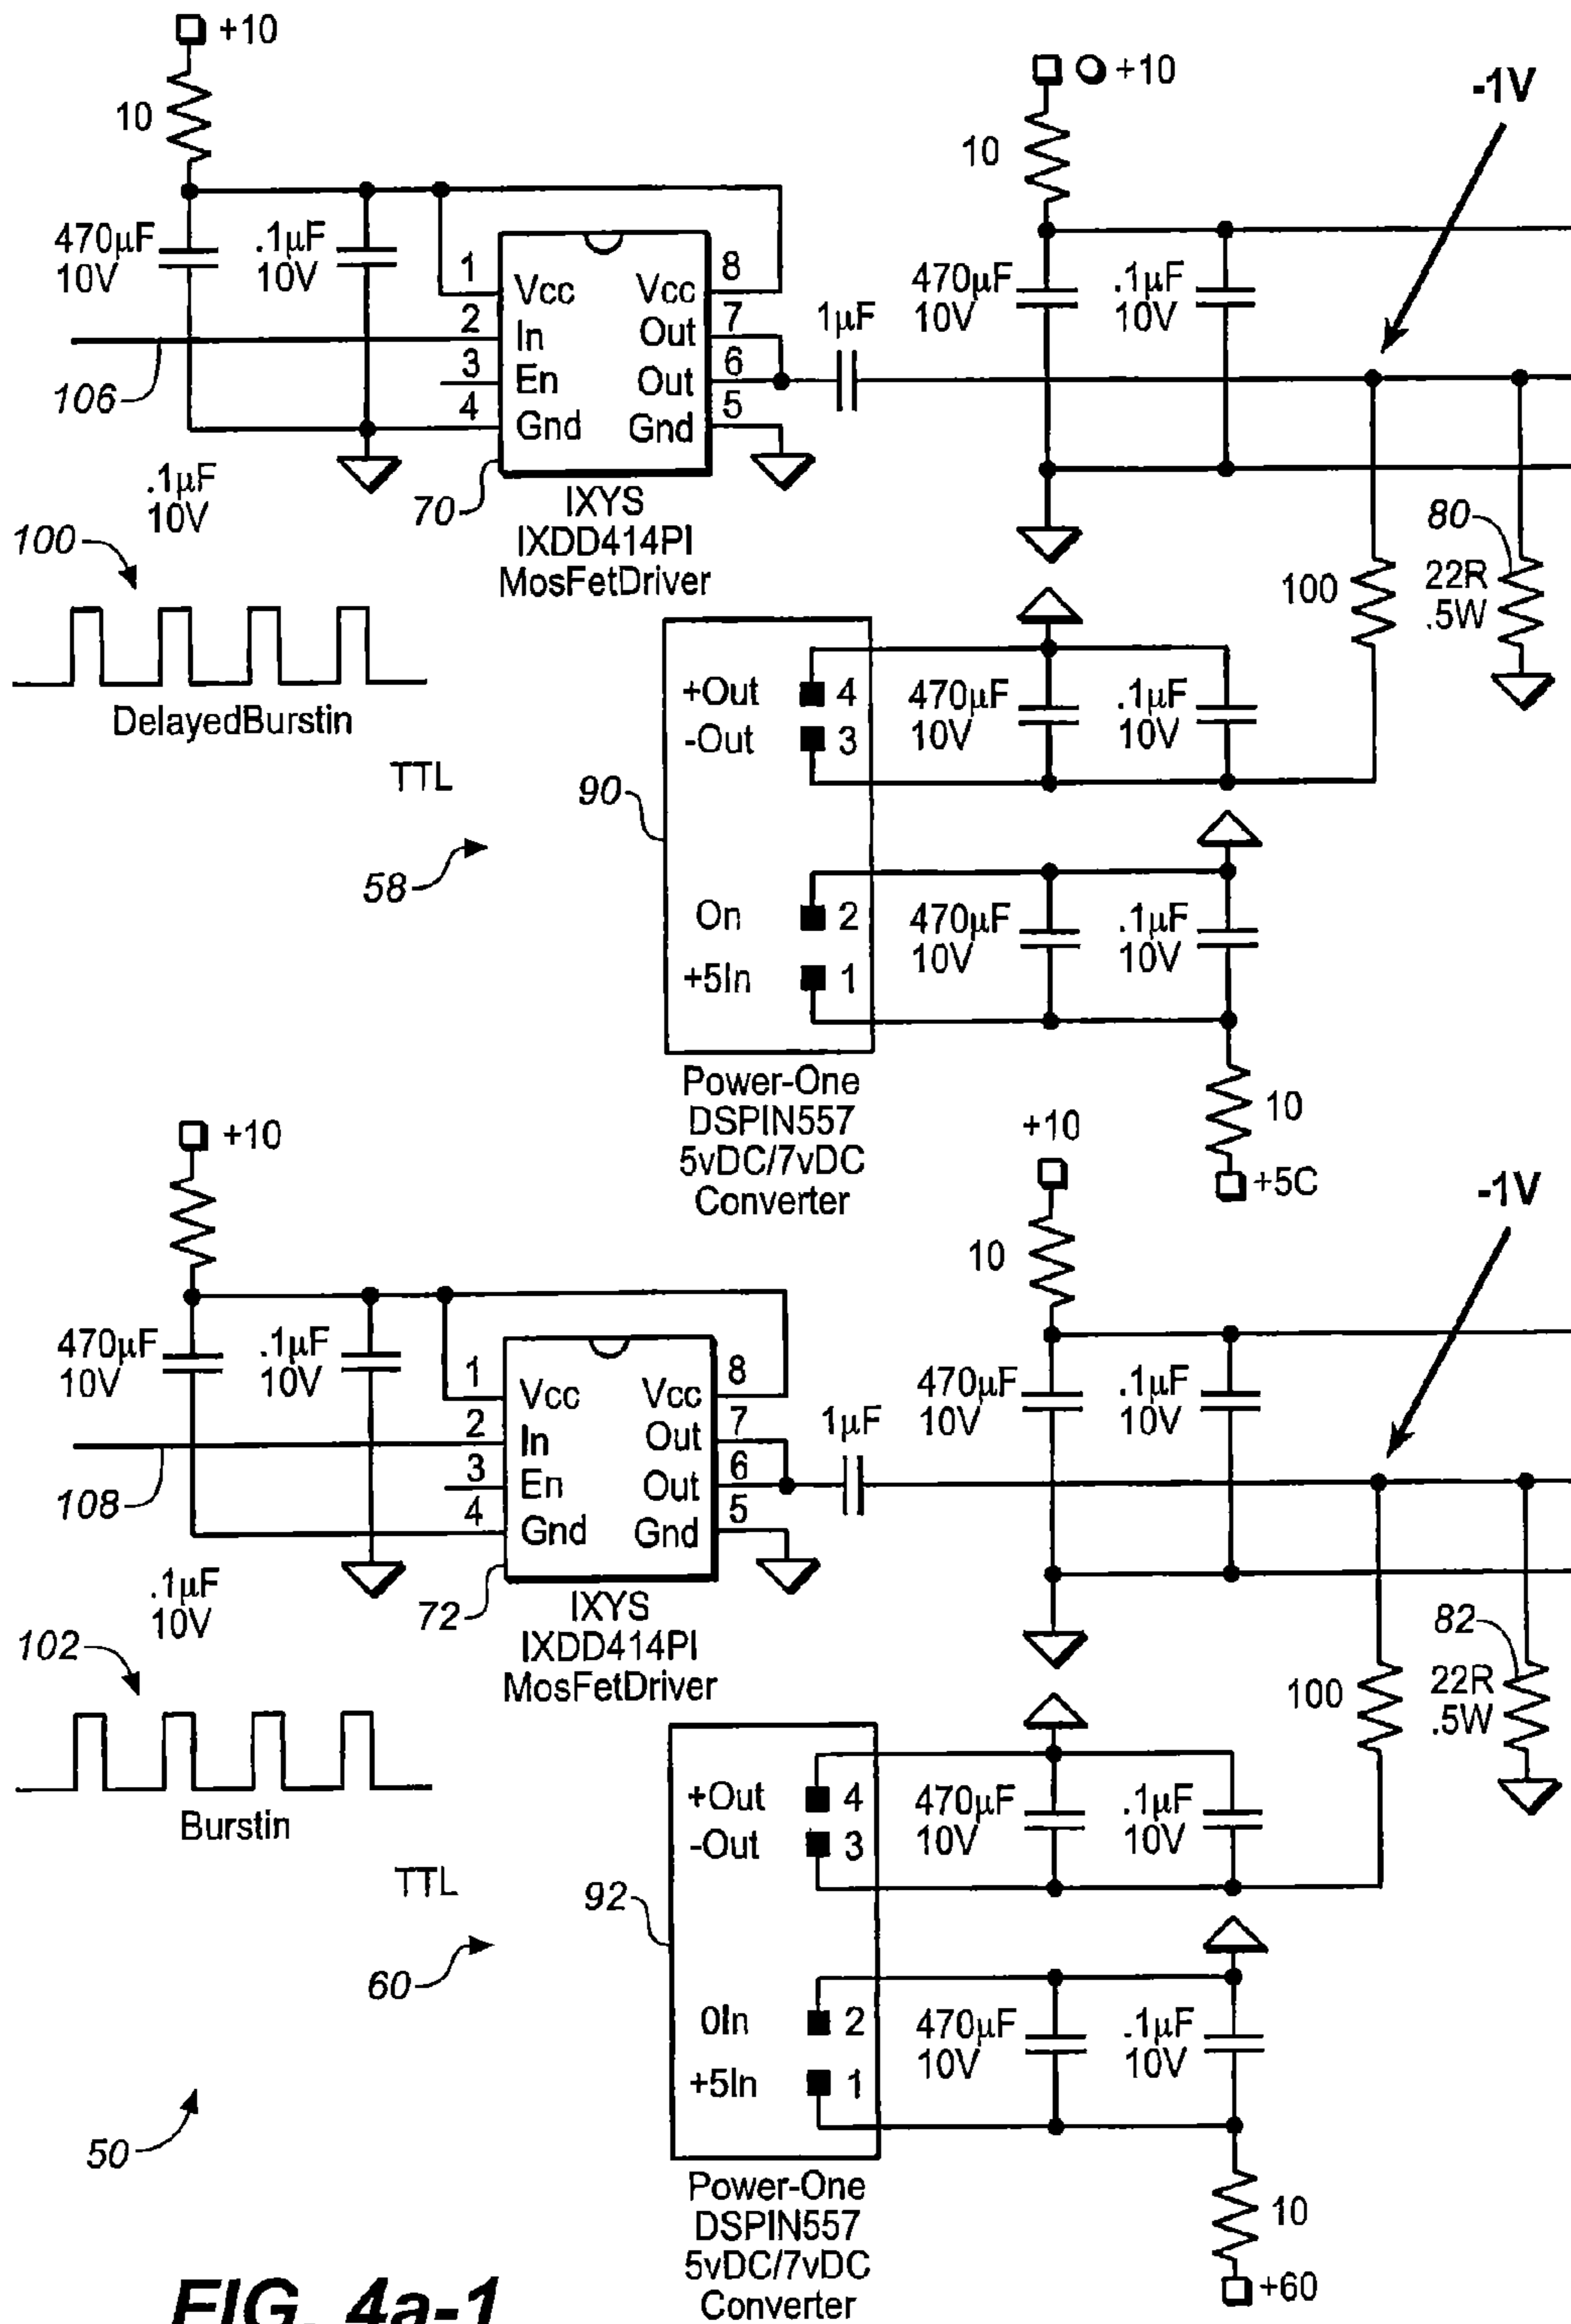 +10
10
470µF
10V
.1µF
10V
1
2
3
4
Vcc
In
En
Gnd
Vcc
Out
Out
Gnd
8
7
6
5
106
.1µF
10V
70
IXYS
IXDD414PI
MosFetDriver
1µF
+10
10
470µF
10V
.1µF
10V
-1V
100
80
22R
.5W
100
DelayedBurstin
TTL
58
90
+Out
-Out
On
+5In
4
3
2
1
470µF
10V
.1µF
10V
470µF
10V
.1µF
10V
10
+5C
Power-One
DSPIN557
5vDC/7vDC
Converter
+10
470µF
10V
.1µF
10V
1
2
3
4
Vcc
In
En
Gnd
Vcc
Out
Out
Gnd
8
7
6
5
108
.1µF
10V
72
IXYS
IXDD414PI
MosFetDriver
1µF
+10
10
470µF
10V
.1µF
10V
-1V
100
82
22R
.5W
102
Burstin
TTL
60
92
+Out
-Out
0In
+5In
4
3
2
1
470µF
10V
.1µF
10V
470µF
10V
.1µF
10V
10
+60
Power-One
DSPIN557
5vDC/7vDC
Converter
50
FIG. 4a-1